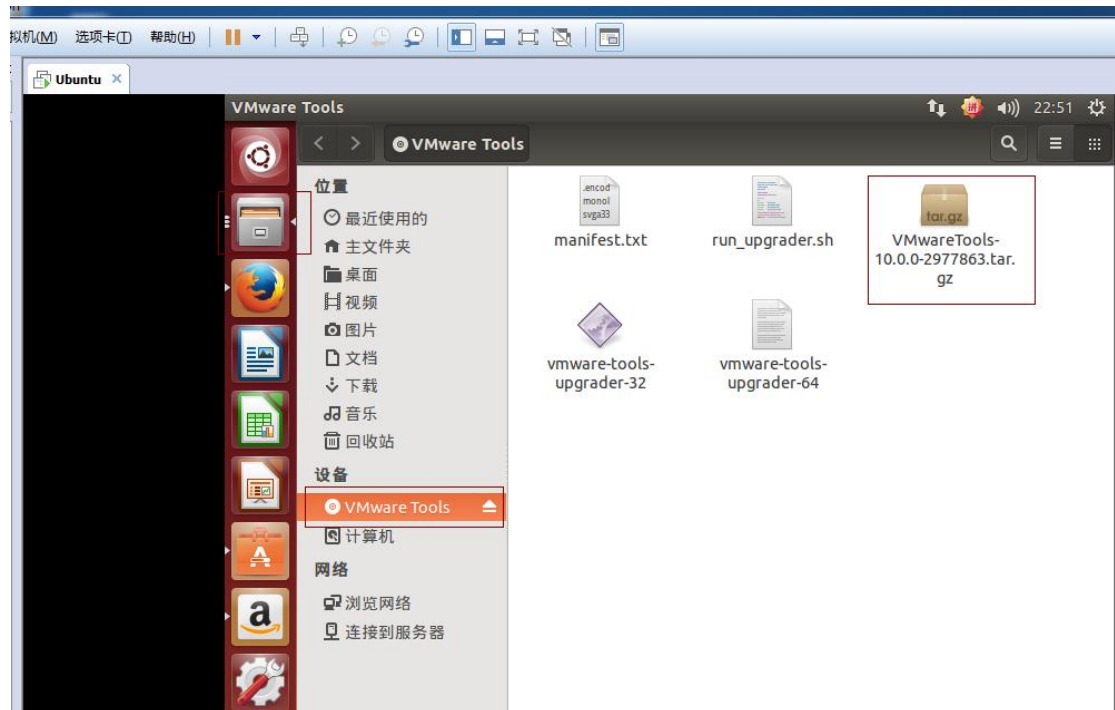 拟机(M) 选项卡(T) 帮助(H)
Ubuntu ×
VMware Tools
拼
22:51
VMware Tools
位置
最近使用的
主文件夹
桌面
视频
图片
文档
下载
音乐
回收站
设备
VMware Tools
计算机
网络
浏览网络
连接到服务器
.encod
monol
svga33
manifest.txt
run_upgrader.sh
tar.gz
VMwareTools-
10.0.0-2977863.tar.
gz
vmware-tools-
upgrader-32
vmware-tools-
upgrader-64
A
a